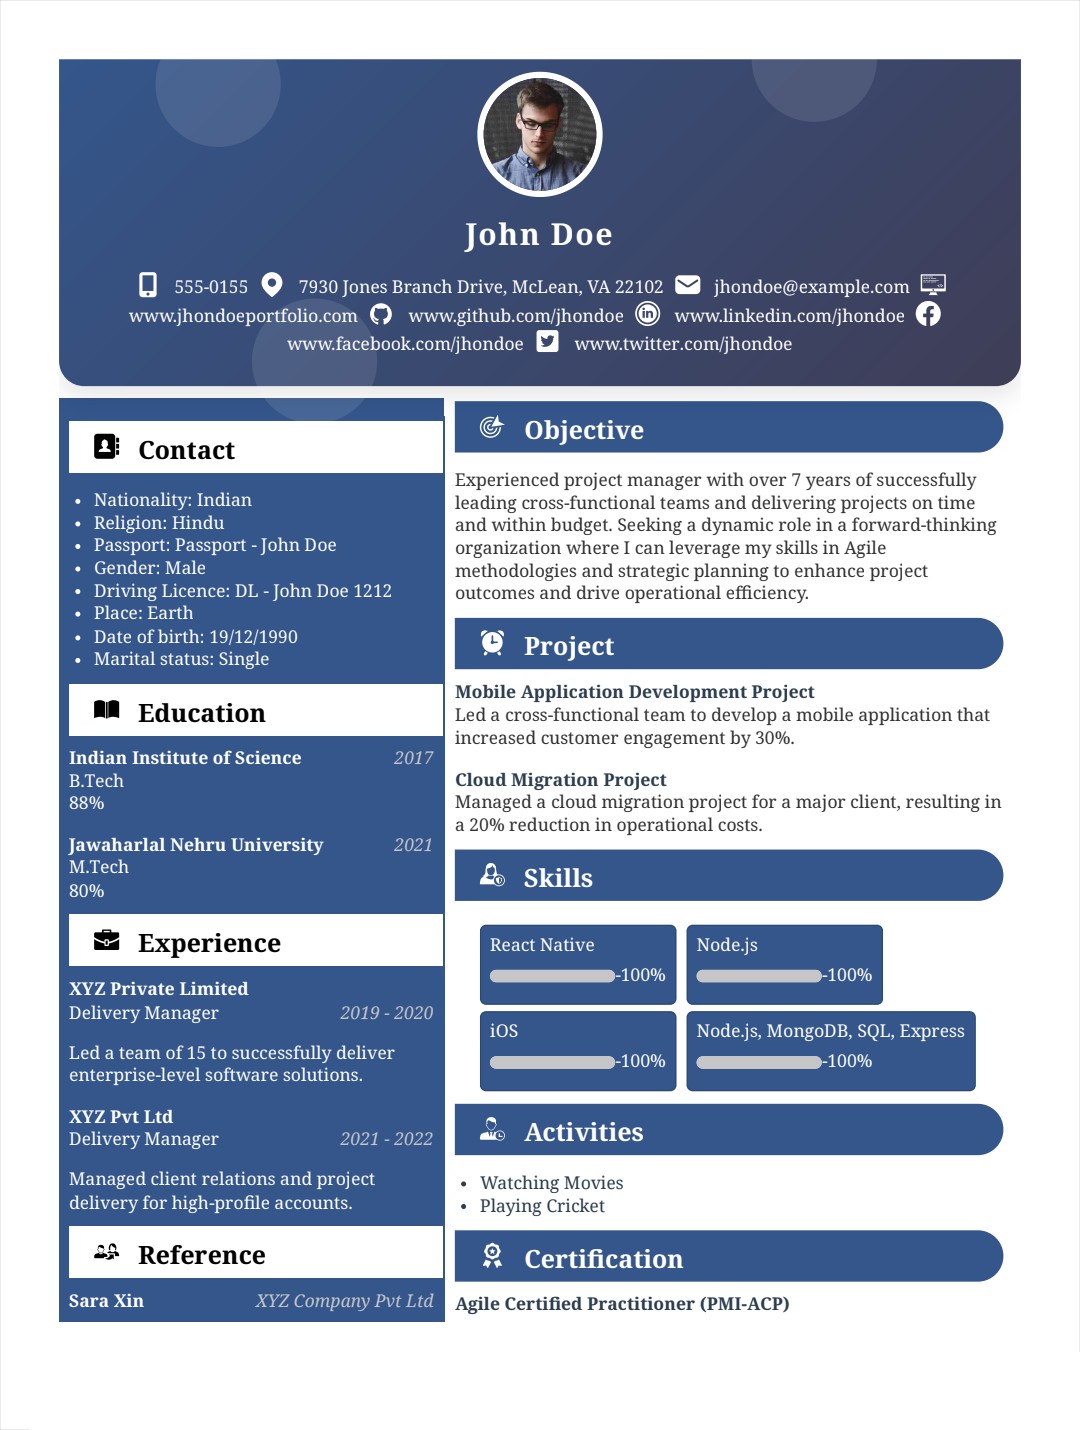 John Doe
555-0155 7930 Jones Branch Drive, McLean, VA 22102 jhondoe@example.com
www.jhondoeportfolio.com www.github.com/jhondoe www.linkedin.com/jhondoe
www.facebook.com/jhondoe www.twitter.com/jhondoe
Contact
• Nationality: Indian
• Religion: Hindu
• Passport: Passport - John Doe
• Gender: Male
• Driving Licence: DL - John Doe 1212
• Place: Earth
• Date of birth: 19/12/1990
• Marital status: Single
Education
Indian Institute of Science 2017
B.Tech
88%
Jawaharlal Nehru University 2021
M.Tech
80%
Experience
XYZ Private Limited
Delivery Manager 2019 - 2020
Led a team of 15 to successfully deliver
enterprise-level software solutions.
XYZ Pvt Ltd
Delivery Manager 2021 - 2022
Managed client relations and project
delivery for high-profile accounts.
Reference
Sara Xin XYZ Company Pvt Ltd
Objective
Experienced project manager with over 7 years of successfully
leading cross-functional teams and delivering projects on time
and within budget. Seeking a dynamic role in a forward-thinking
organization where I can leverage my skills in Agile
methodologies and strategic planning to enhance project
outcomes and drive operational efficiency.
Project
Mobile Application Development Project
Led a cross-functional team to develop a mobile application that
increased customer engagement by 30%.
Cloud Migration Project
Managed a cloud migration project for a major client, resulting in
a 20% reduction in operational costs.
Skills
React Native
-100%
Node.js
-100%
iOS
-100%
Node.js, MongoDB, SQL, Express
-100%
Activities
• Watching Movies
• Playing Cricket
Certification
Agile Certified Practitioner (PMI-ACP)